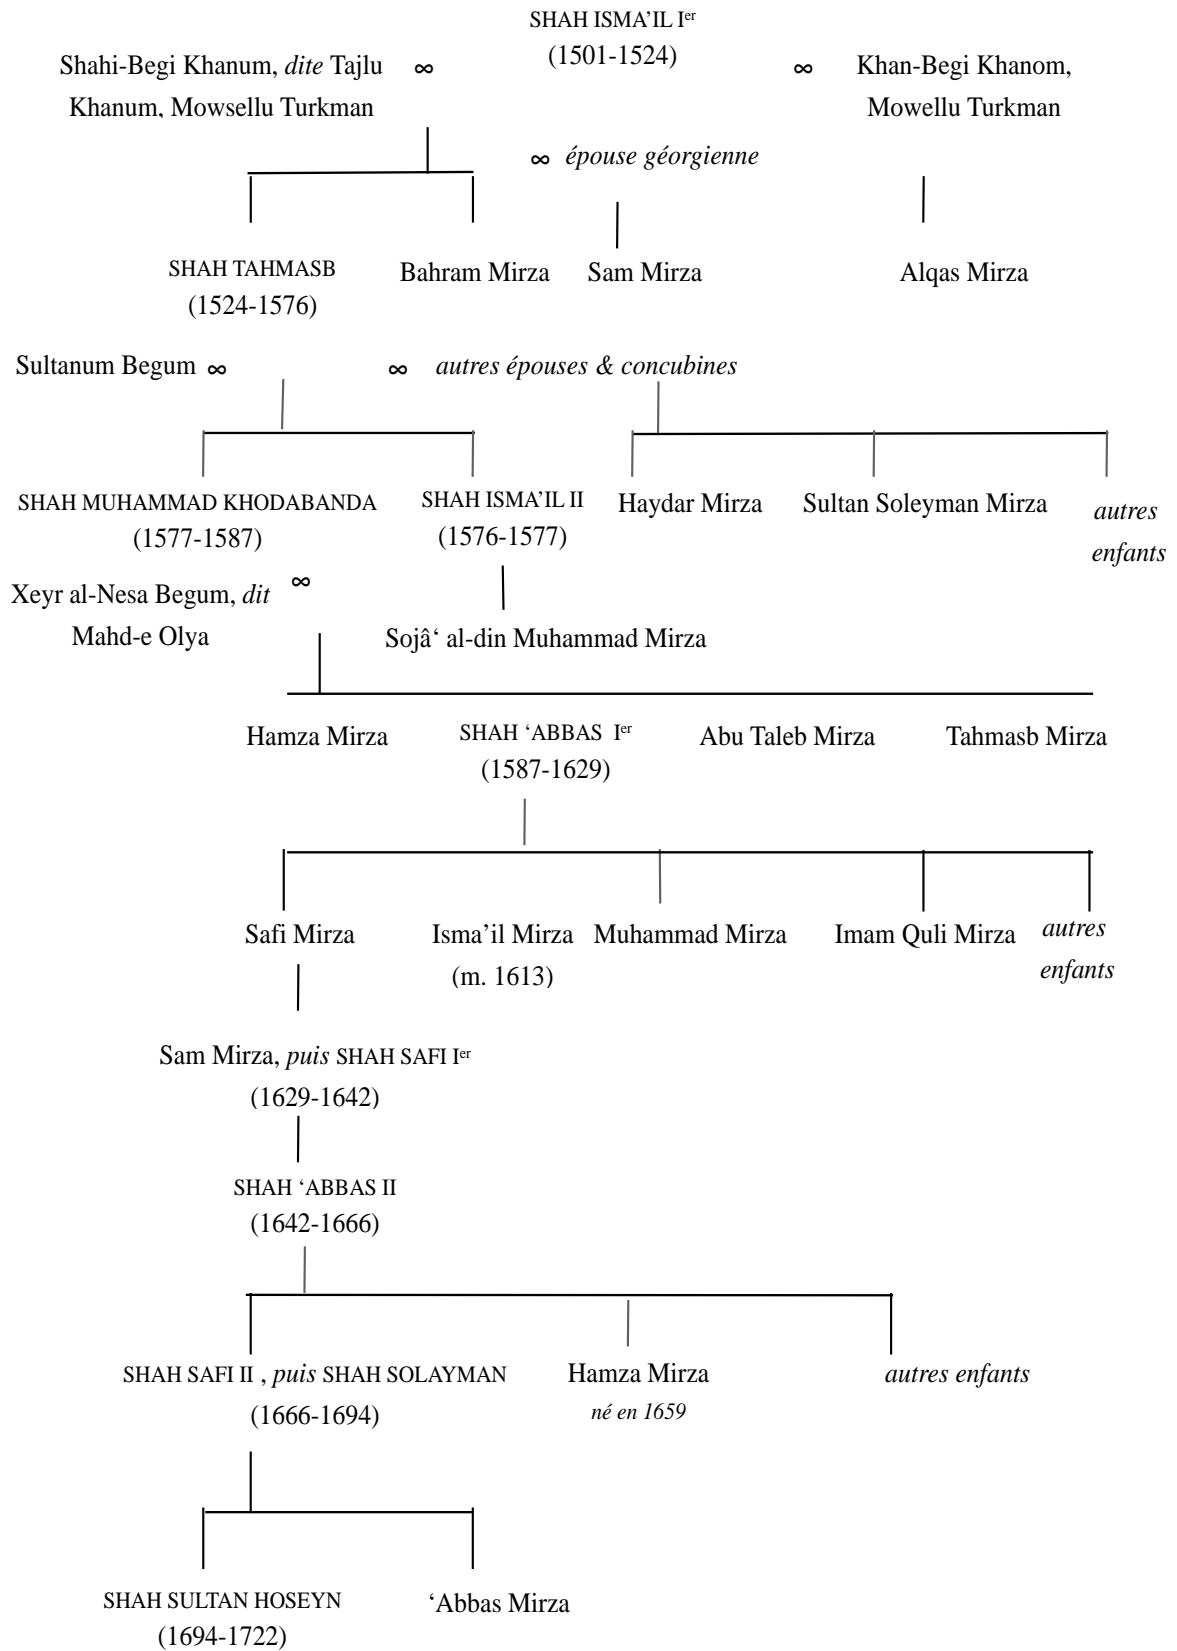 SHAH ISMA’IL Ier
(1501-1524)
Shahi-Begi Khanum, dite Tajlu
Khanum, Mowsellu Turkman
∞
∞
Khan-Begi Khanom,
Mowellu Turkman
∞ épouse géorgienne
SHAH TAHMASB
(1524-1576)
Bahram Mirza
Sam Mirza
Alqas Mirza
Sultanum Begum ∞
∞ autres épouses & concubines
SHAH MUHAMMAD KHODABANDA
(1577-1587)
SHAH ISMA’IL II
(1576-1577)
Haydar Mirza
Sultan Soleyman Mirza
autres
enfants
Xeyr al-Nesa Begum, dit
Mahd-e Olya
∞
Sojâ‘ al-din Muhammad Mirza
Hamza Mirza
SHAH ‘ABBAS Ier
(1587-1629)
Abu Taleb Mirza
Tahmasb Mirza
Safi Mirza
Isma’il Mirza
(m. 1613)
Muhammad Mirza
Imam Quli Mirza
autres
enfants
Sam Mirza, puis SHAH SAFI Ier
(1629-1642)
SHAH ‘ABBAS II
(1642-1666)
SHAH SAFI II , puis SHAH SOLAYMAN
(1666-1694)
Hamza Mirza
né en 1659
autres enfants
SHAH SULTAN HOSEYN
(1694-1722)
‘Abbas Mirza